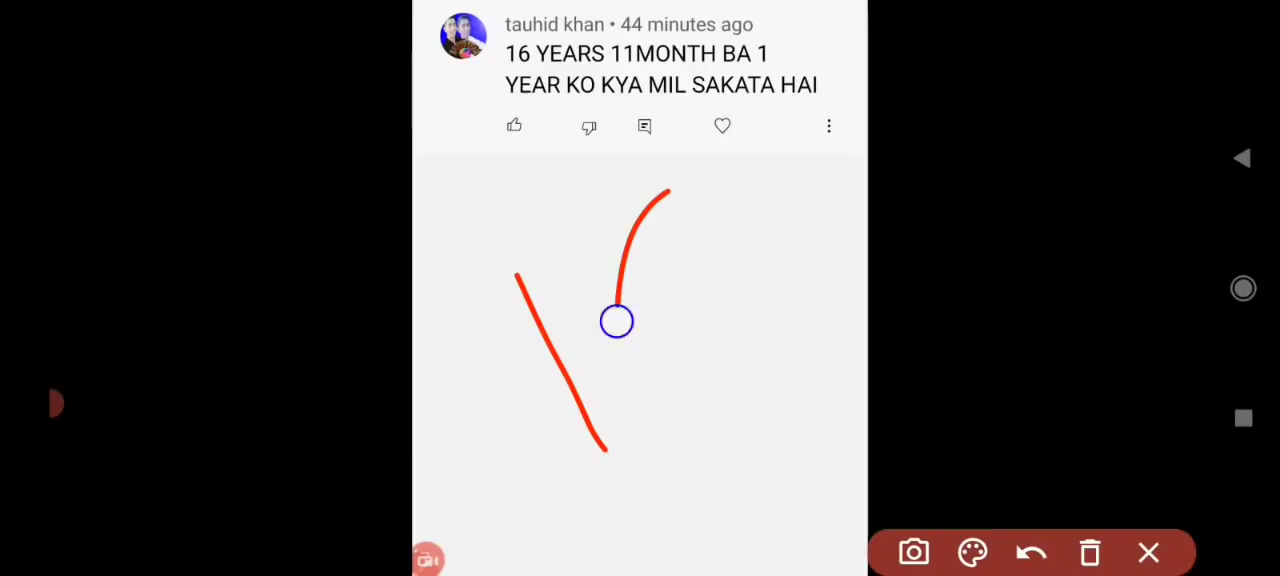 tauhid khan • 44 minutes ago
16 YEARS 11MONTH BA 1
YEAR KO KYA MIL SAKATA HAI